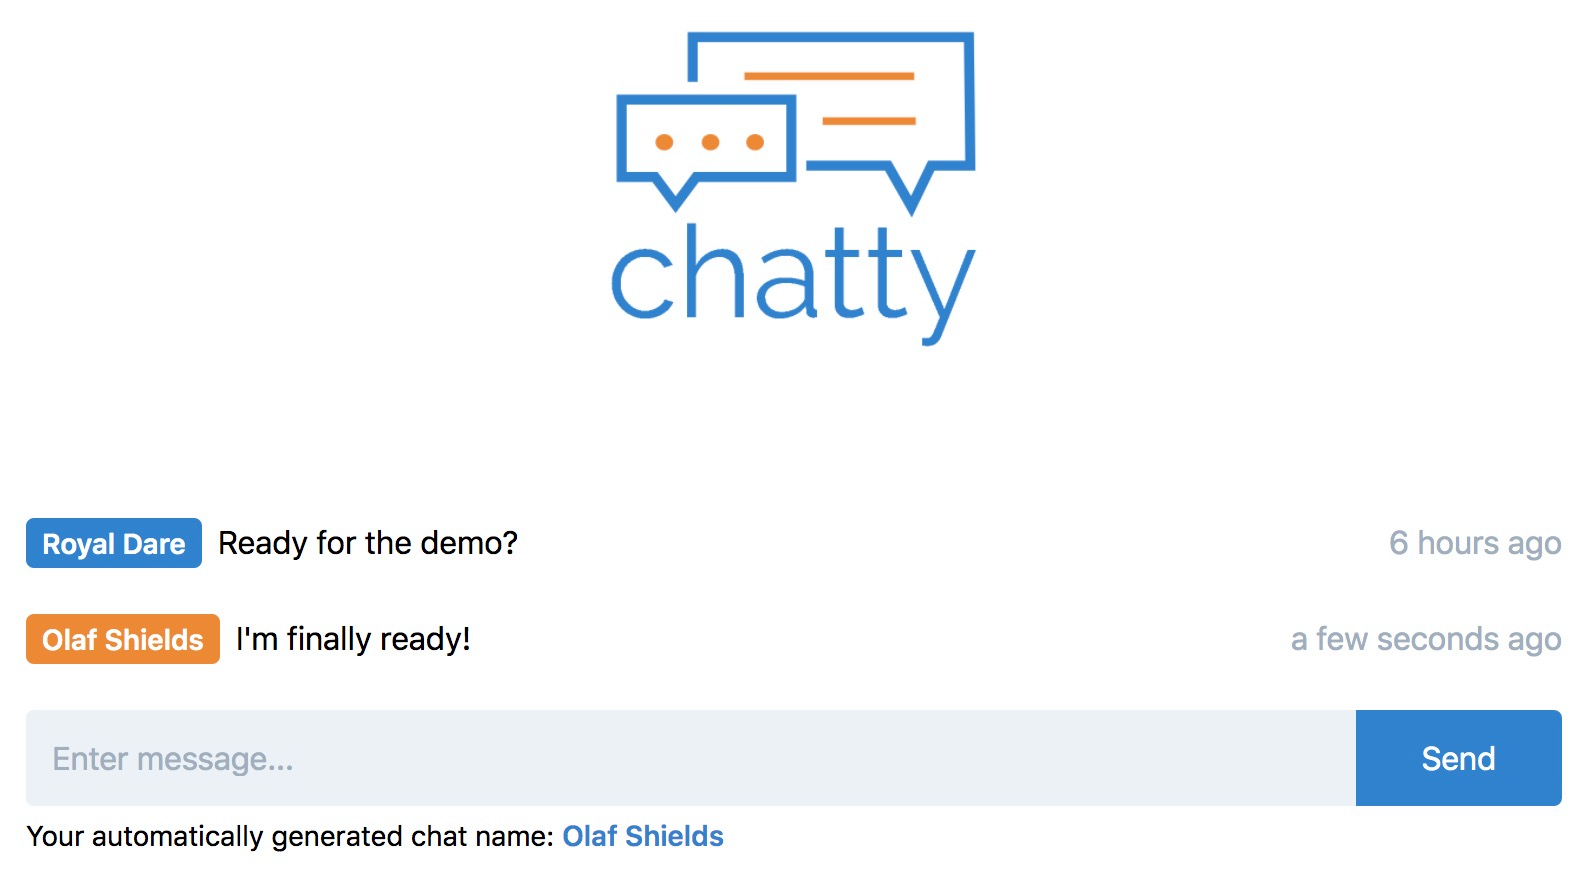 chatty
Royal Dare Ready for the demo? 6 hours ago
Olaf Shields I'm finally ready! a few seconds ago
Enter message... Send
Your automatically generated chat name: Olaf Shields